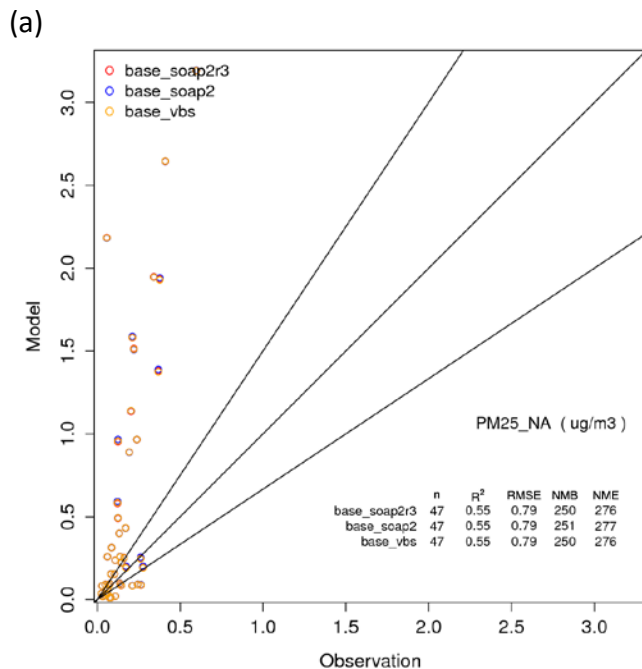 (a)
base_soap2r3
base_soap2
base_vbs
3.0
2.5
2.0
1.5
1.0
0.5
0.0
Model
PM25_NA ( ug/m3 )
n R² RMSE NMB NME
base_soap2r3 47 0.55 0.79 250 276
base_soap2 47 0.55 0.79 251 277
base_vbs 47 0.55 0.79 250 276
0.0 0.5 1.0 1.5 2.0 2.5 3.0
Observation